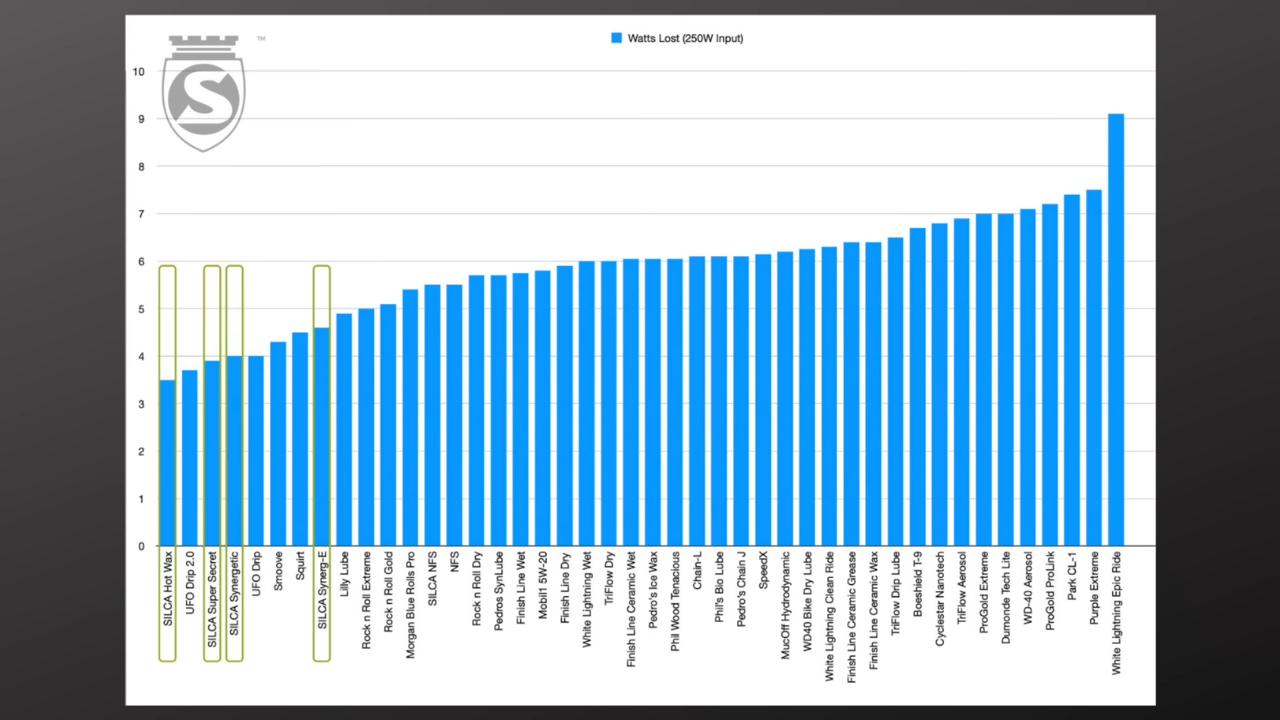 S
TM
Watts Lost (250W Input)
10
9
8
7
6
5
4
3
2
1
0
SILCA Hot Wax
UFO Drip 2.0
SILCA Super Secret
SILCA Synergetic
UFO Drip
Smoove
Squirt
SILCA Synerg-E
Lilly Lube
Rock n Roll Extreme
Rock n Roll Gold
Morgan Blue Rolls Pro
SILCA NFS
NFS
Rock n Roll Dry
Pedros SynLube
Finish Line Wet
Mobil1 5W-20
Finish Line Dry
White Lightning Wet
TriFlow Dry
Finish Line Ceramic Wet
Pedro's Ice Wax
Phil Wood Tenacious
Chain-L
Phil's Bio Lube
Pedro's Chain J
SpeedX
MucOff Hydrodynamic
WD40 Bike Dry Lube
White Lightning Clean Ride
Finish Line Ceramic Grease
Finish Line Ceramic Wax
TriFlow Drip Lube
Boeshield T-9
Cyclestar Nanotech
TriFlow Aerosol
ProGold Extreme
Dumonde Tech Lite
WD-40 Aerosol
ProGold ProLink
Park CL-1
Purple Extreme
White Lightning Epic Ride